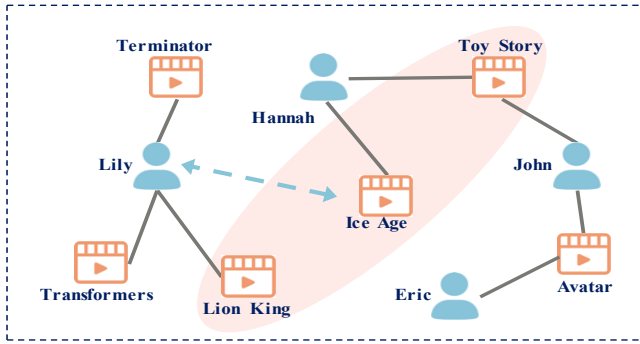 Terminator
Toy Story
Hannah
Lily
John
Ice Age
Transformers
Lion King
Eric
Avatar